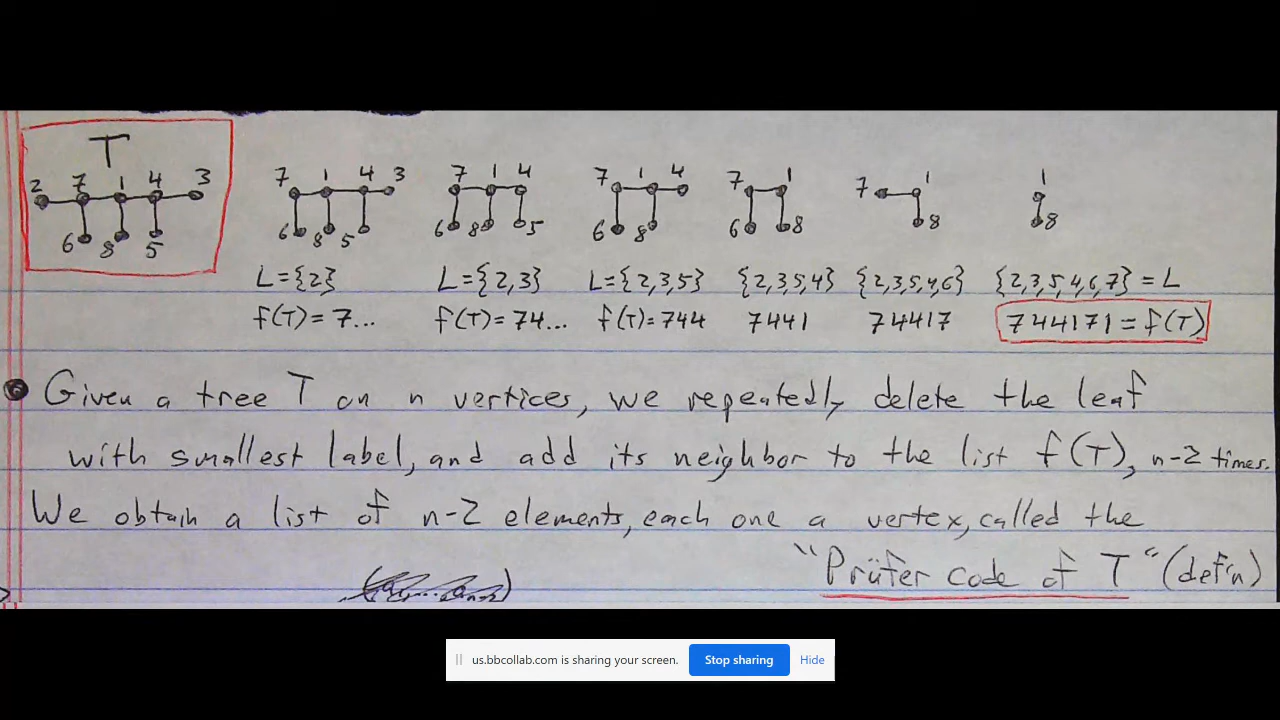 T
2 7 1 4 3
6 8 5
7 1 4 3
6 8 5
7 1 4
6 8 5
7 1 4
6 8
7 1
6 8
7 1
8
1
8
L={2} L={2,3} L={2,3,5} {2,3,5,4} {2,3,5,4,6} {2,3,5,4,6,7} = L
f(T) = 7... f(T) = 74... f(T) = 744 7441 74417 744171 = f(T)
Given a tree T on n vertices, we repeatedly delete the leaf
with smallest label, and add its neighbor to the list f(T), n-2 times.
We obtain a list of n-2 elements, each one a vertex, called the
"Prüfer code of T" (def'n)
us.bbcollab.com is sharing your screen. Stop sharing Hide